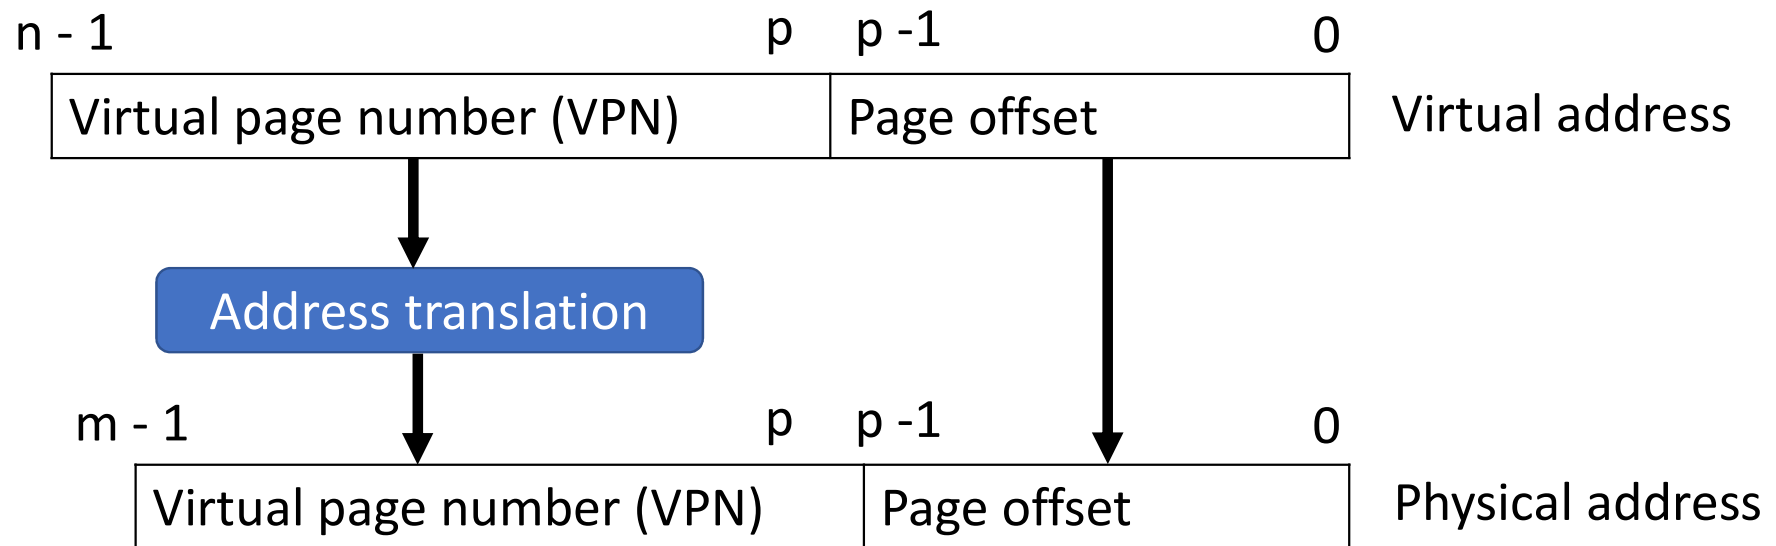 n - 1 p p -1 0
Virtual page number (VPN) Page offset Virtual address
Address translation
m - 1 p p -1 0
Virtual page number (VPN) Page offset Physical address